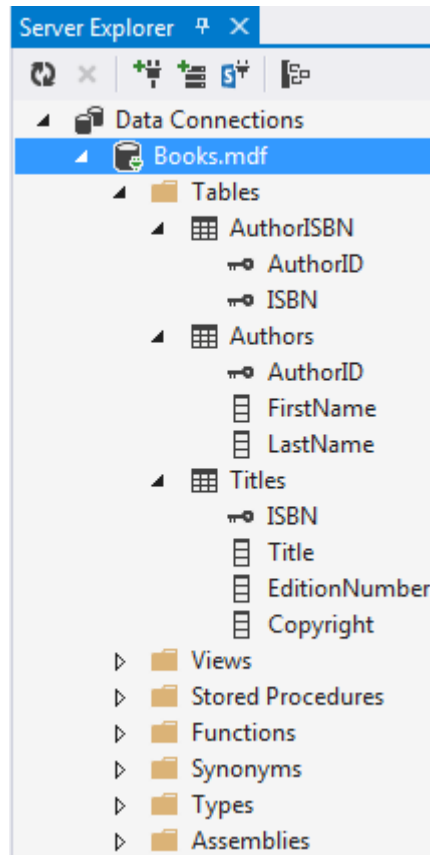 Server Explorer
Data Connections
Books.mdf
Tables
AuthorISBN
AuthorID
ISBN
Authors
AuthorID
FirstName
LastName
Titles
ISBN
Title
EditionNumber
Copyright
Views
Stored Procedures
Functions
Synonyms
Types
Assemblies